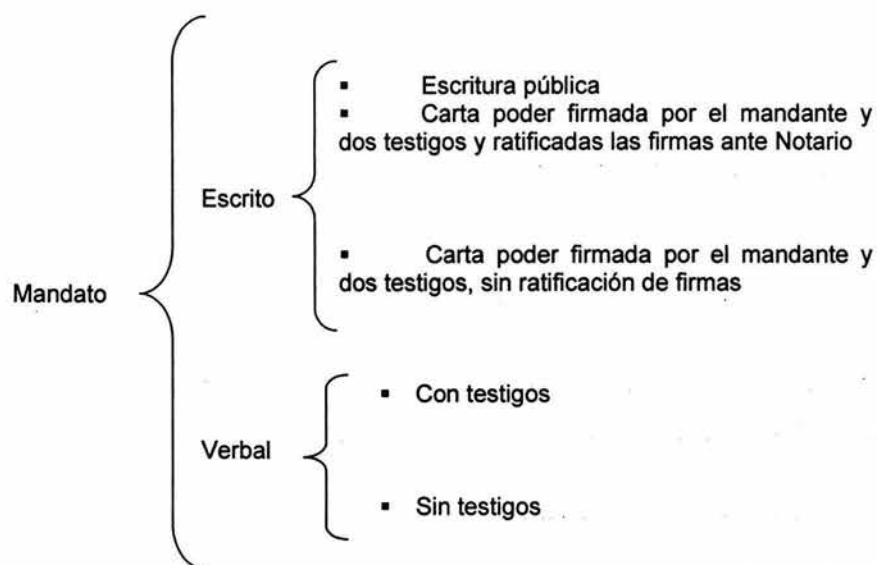 ▪ Escritura pública
▪ Carta poder firmada por el mandante y
dos testigos y ratificadas las firmas ante Notario
Escrito
▪ Carta poder firmada por el mandante y
dos testigos, sin ratificación de firmas
Mandato
▪ Con testigos
Verbal
▪ Sin testigos